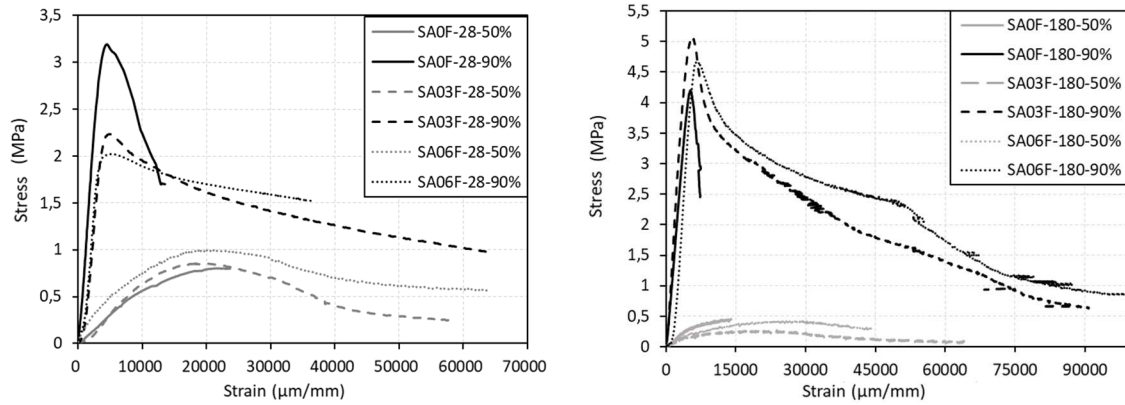 3,5
3
2,5
2
1,5
1
0,5
0
Stress (MPa)
0 10000 20000 30000 40000 50000 60000 70000
Strain (µm/mm)
SA0F-28-50%
SA0F-28-90%
SA03F-28-50%
SA03F-28-90%
SA06F-28-50%
SA06F-28-90%
5,5
5
4,5
4
3,5
3
2,5
2
1,5
1
0,5
0
Stress (MPa)
0 15000 30000 45000 60000 75000 90000
Strain (µm/mm)
SA0F-180-50%
SA0F-180-90%
SA03F-180-50%
SA03F-180-90%
SA06F-180-50%
SA06F-180-90%